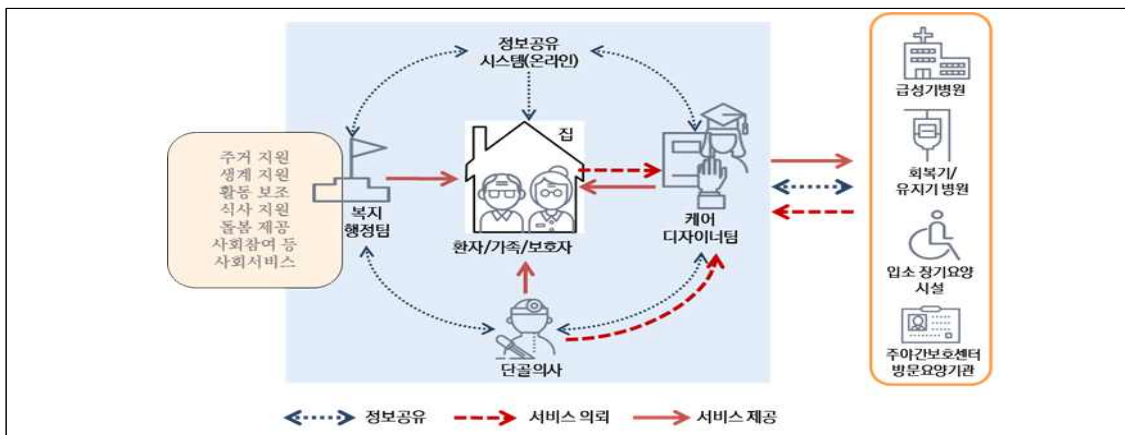 정보공유
시스템(온라인)
집
주거 지원
생계 지원
활동 보조
식사 지원
돌봄 제공
사회참여 등
사회서비스
복지
행정팀
환자/가족/보호자
케어
디자이너팀
단골의사
급성기병원
회복기/
유지기 병원
입소 장기요양
시설
주야간보호센터
방문요양기관
정보공유
서비스 의뢰
서비스 제공